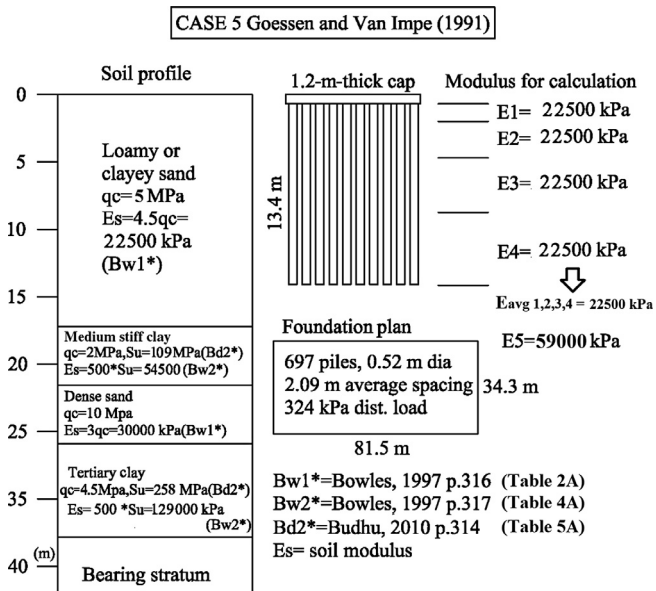 CASE 5 Goessen and Van Impe (1991)
Soil profile
0
5
10
15
20
25
35
(m)
40
Loamy or
clayey sand
qc=5 MPa
Es=4.5qc=
22500 kPa
(Bw1*)
Medium stiff clay
qc=2MPa,Su=109MPa(Bd2*)
Es=500*Su=54500 (Bw2*)
Dense sand
qc=10 Mpa
Es=3qc=30000 kPa(Bw1*)
Tertiary clay
qc=4.5Mpa,Su=258 MPa(Bd2*)
Es= 500 *Su=129000 kPa
(Bw2*)
Bearing stratum
1.2-m-thick cap
13.4 m
Modulus for calculation
E1= 22500 kPa
E2= 22500 kPa
E3= 22500 kPa
E4= 22500 kPa
Eavg 1,2,3,4 = 22500 kPa
E5=59000 kPa
Foundation plan
697 piles, 0.52 m dia
2.09 m average spacing
324 kPa dist. load
34.3 m
81.5 m
Bw1*=Bowles, 1997 p.316 (Table 2A)
Bw2*=Bowles, 1997 p.317 (Table 4A)
Bd2*=Budhu, 2010 p.314 (Table 5A)
Es= soil modulus